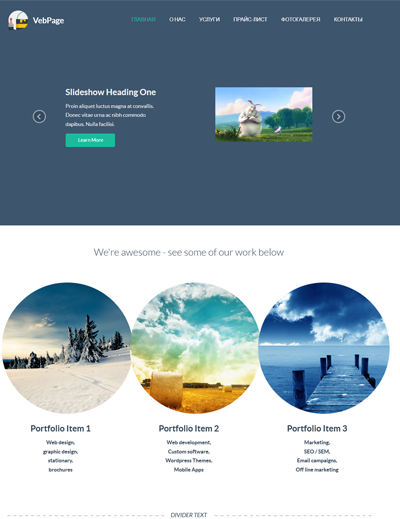 VebPage
ГЛАВНАЯ О НАС УСЛУГИ ПРАЙС-ЛИСТ ФОТОГАЛЕРЕЯ КОНТАКТЫ
Slideshow Heading One
Proin aliquet luctus magna at convallis.
Donec vitae urna ac nibh commodo
dapibus. Nulla facilisi.
Learn More
We're awesome - see some of our work below
Portfolio Item 1
Web design,
graphic design,
stationary,
brochures
Portfolio Item 2
Web development,
Custom software,
Wordpress Themes,
Mobile Apps
Portfolio Item 3
Marketing,
SEO / SEM,
Email campaigns,
Off line marketing
DIVIDER TEXT